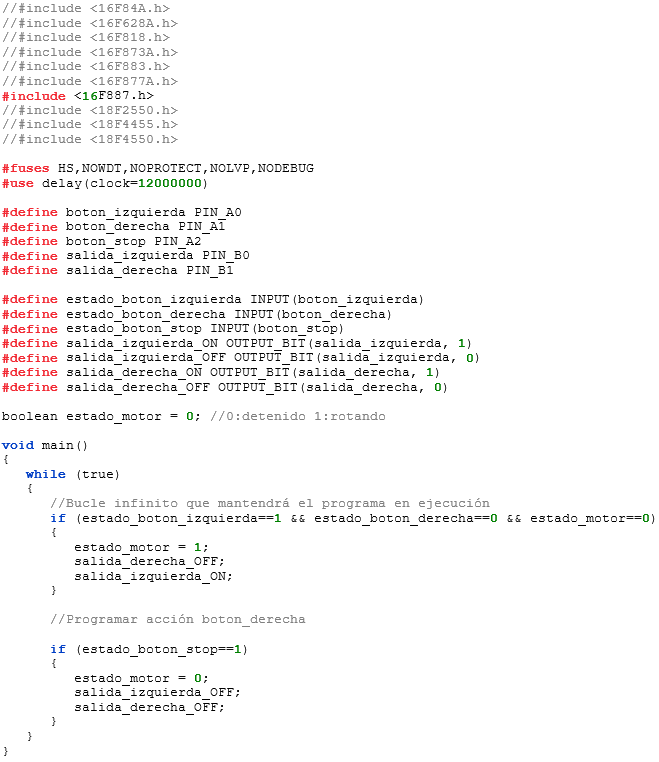 //#include <16F84A.h>
//#include <16F628A.h>
//#include <16F818.h>
//#include <16F873A.h>
//#include <16F883.h>
//#include <16F877A.h>
#include <16F887.h>
//#include <18F2550.h>
//#include <18F4455.h>
//#include <18F4550.h>

#fuses HS,NOWDT,NOPROTECT,NOLVP,NODEBUG
#use delay(clock=12000000)

#define boton_izquierda PIN_A0
#define boton_derecha PIN_A1
#define boton_stop PIN_A2
#define salida_izquierda PIN_B0
#define salida_derecha PIN_B1

#define estado_boton_izquierda INPUT(boton_izquierda)
#define estado_boton_derecha INPUT(boton_derecha)
#define estado_boton_stop INPUT(boton_stop)
#define salida_izquierda_ON OUTPUT_BIT(salida_izquierda, 1)
#define salida_izquierda_OFF OUTPUT_BIT(salida_izquierda, 0)
#define salida_derecha_ON OUTPUT_BIT(salida_derecha, 1)
#define salida_derecha_OFF OUTPUT_BIT(salida_derecha, 0)

boolean estado_motor = 0; //0:detenido 1:rotando

void main()
{
   while (true)
   {
      //Bucle infinito que mantendrá el programa en ejecución
      if (estado_boton_izquierda==1 && estado_boton_derecha==0 && estado_motor==0)
      {
         estado_motor = 1;
         salida_derecha_OFF;
         salida_izquierda_ON;
      }

      //Programar acción boton_derecha

      if (estado_boton_stop==1)
      {
         estado_motor = 0;
         salida_izquierda_OFF;
         salida_derecha_OFF;
      }
   }
}